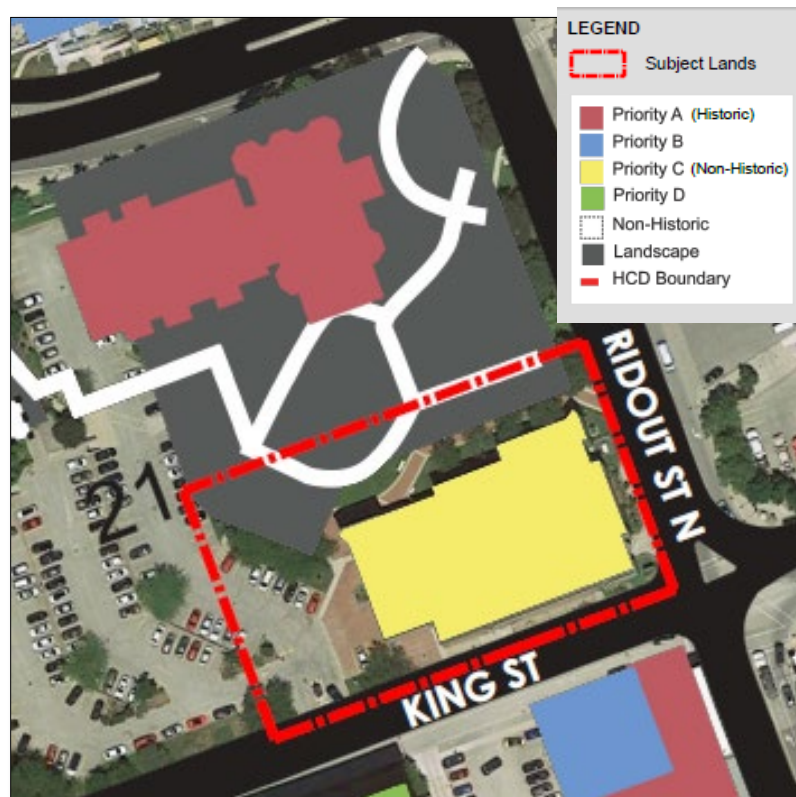 LEGEND
Subject Lands
Priority A (Historic)
Priority B
Priority C (Non-Historic)
Priority D
Non-Historic
Landscape
HCD Boundary
RIDOUT ST N
21
KING ST